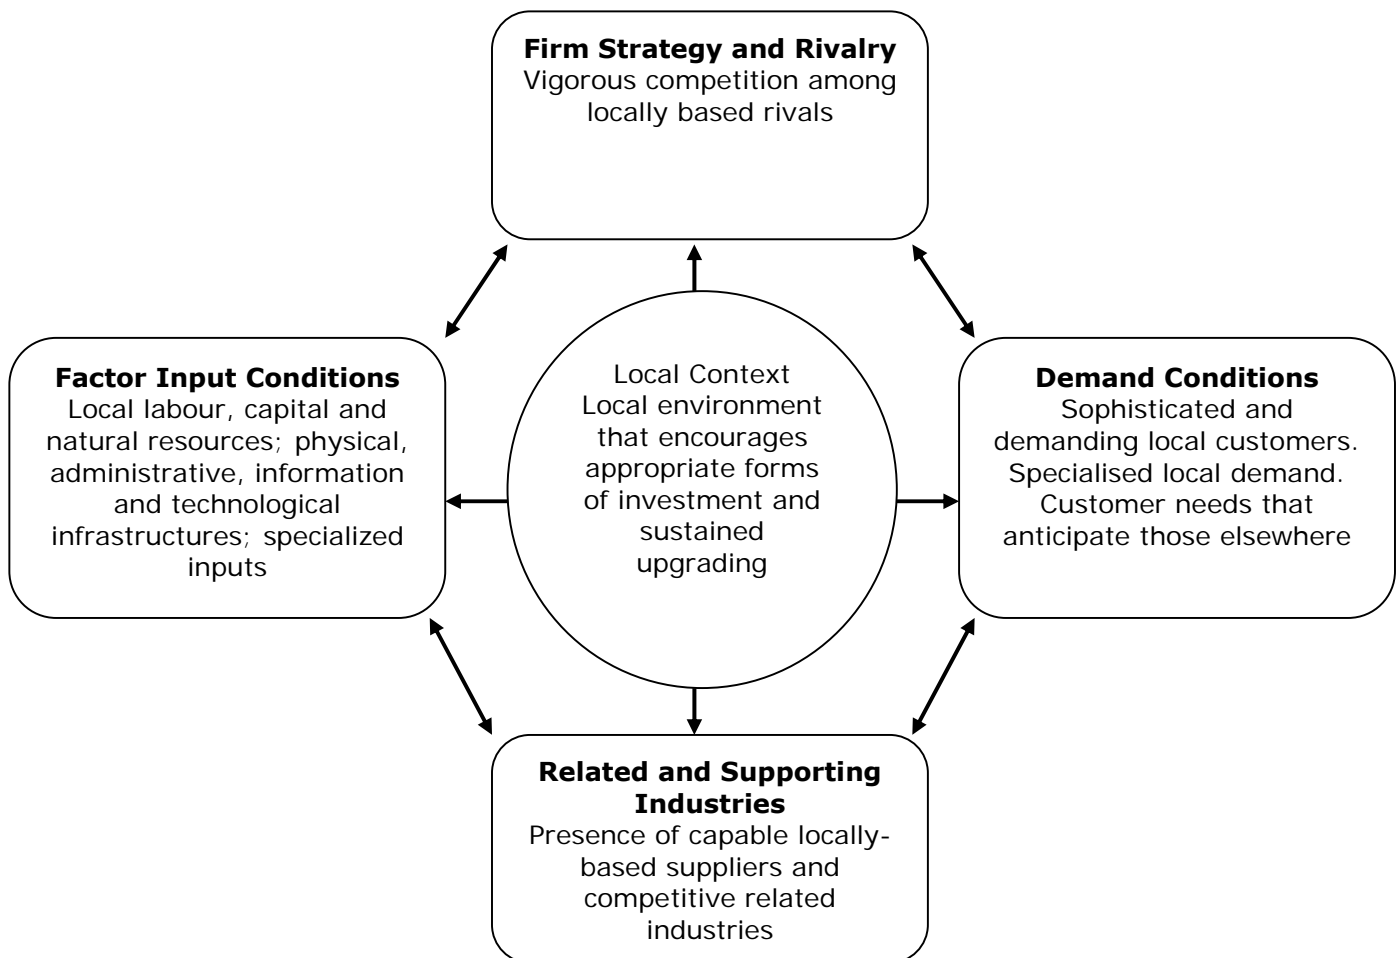 Firm Strategy and Rivalry
Vigorous competition among
locally based rivals
Factor Input Conditions
Local labour, capital and
natural resources; physical,
administrative, information
and technological
infrastructures; specialized
inputs
Local Context
Local environment
that encourages
appropriate forms
of investment and
sustained
upgrading
Demand Conditions
Sophisticated and
demanding local customers.
Specialised local demand.
Customer needs that
anticipate those elsewhere
Related and Supporting
Industries
Presence of capable locally-
based suppliers and
competitive related
industries